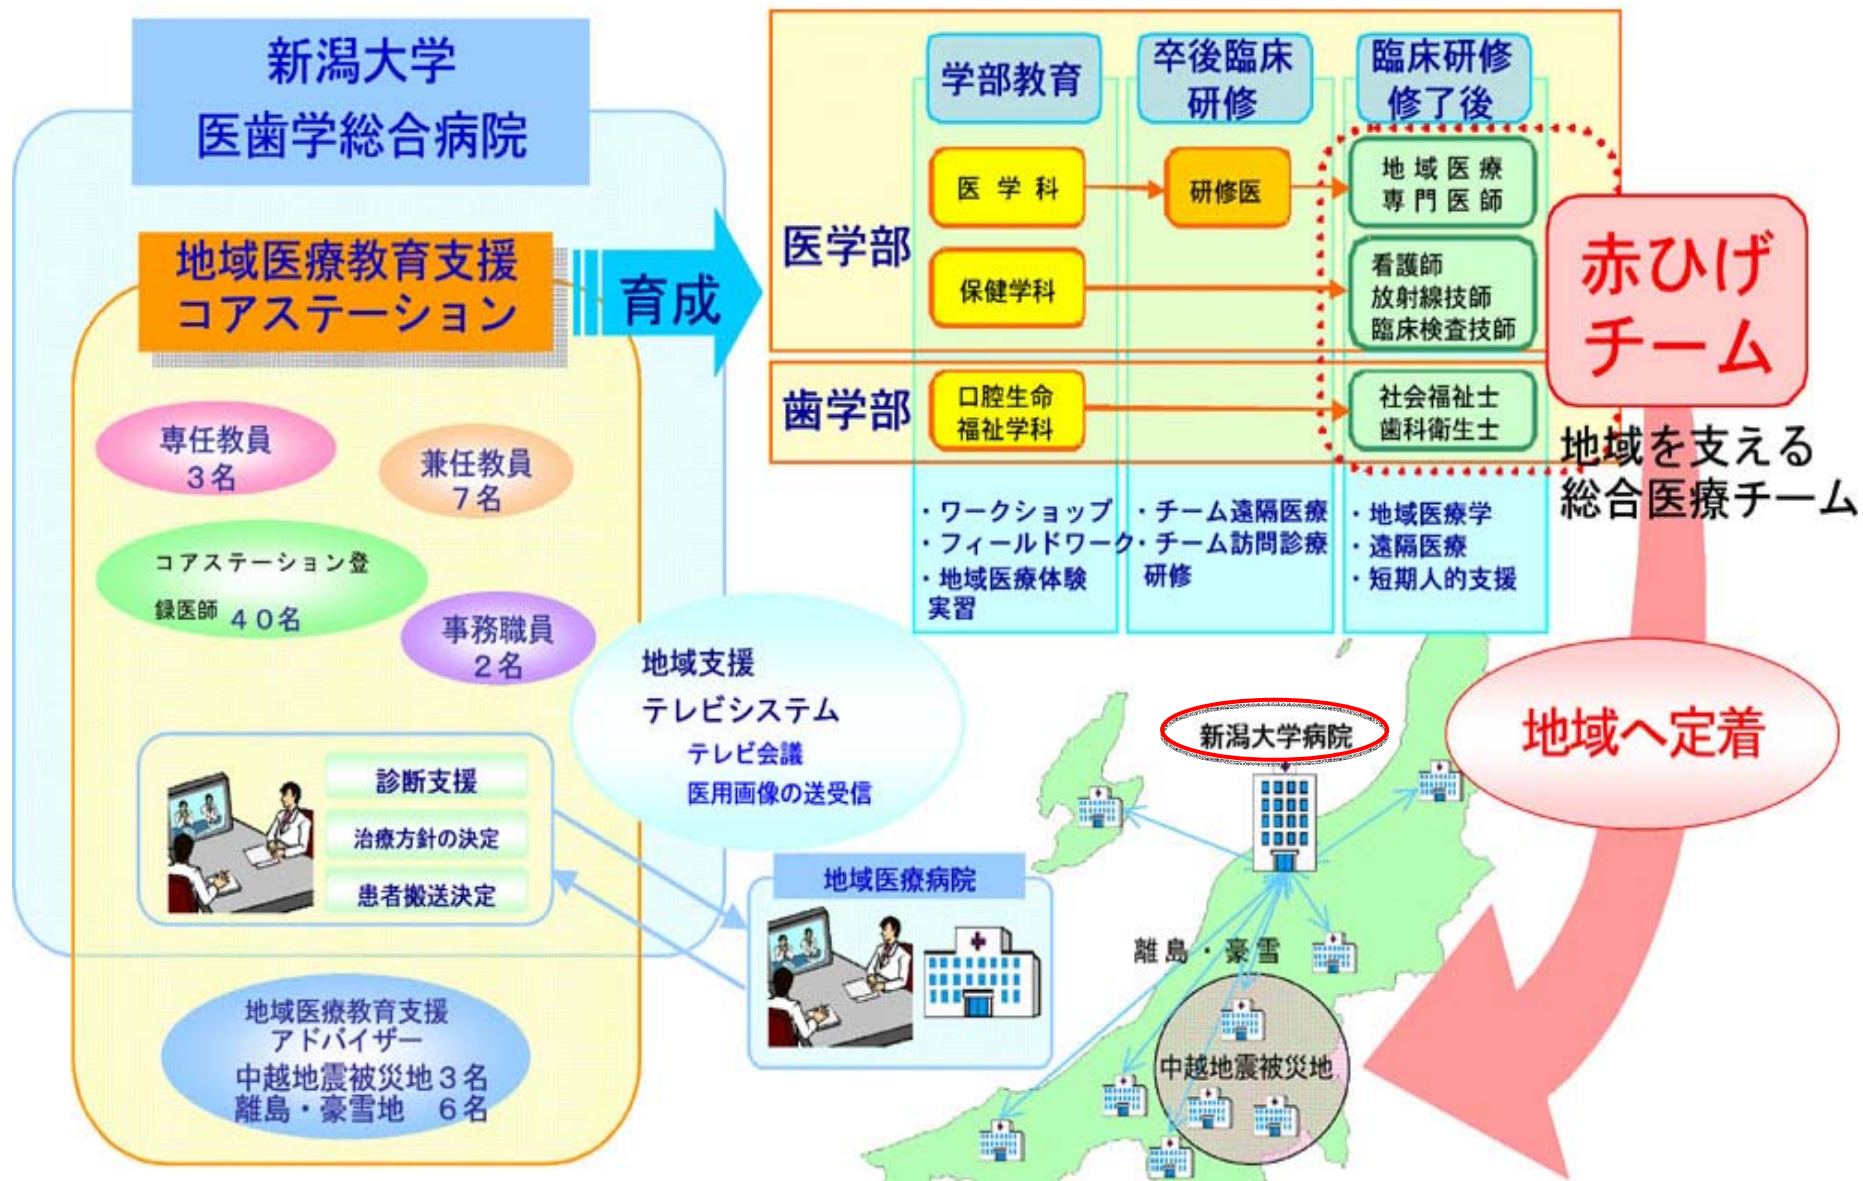 新潟大学
医歯学総合病院
地域医療教育支援
コアステーション
専任教員
３名
兼任教員
７名
コアステーション登
録医師 ４０名
事務職員
２名
診断支援
治療方針の決定
患者搬送決定
地域医療教育支援
アドバイザー
中越地震被災地３名
離島・豪雪地 ６名
育成
学部教育
卒後臨床
研修
臨床研修
修了後
医学部
医学科
研修医
地域医療
専門医師
保健学科
看護師
放射線技師
臨床検査技師
歯学部
口腔生命
福祉学科
社会福祉士
歯科衛生士
・ワークショップ
・フィールドワーク
・地域医療体験
実習
・チーム遠隔医療
・チーム訪問診療
研修
・地域医療学
・遠隔医療
・短期人的支援
赤ひげ
チーム
地域を支える
総合医療チーム
地域へ定着
地域支援
テレビシステム
テレビ会議
医用画像の送受信
地域医療病院
新潟大学病院
離島・豪雪
中越地震被災地